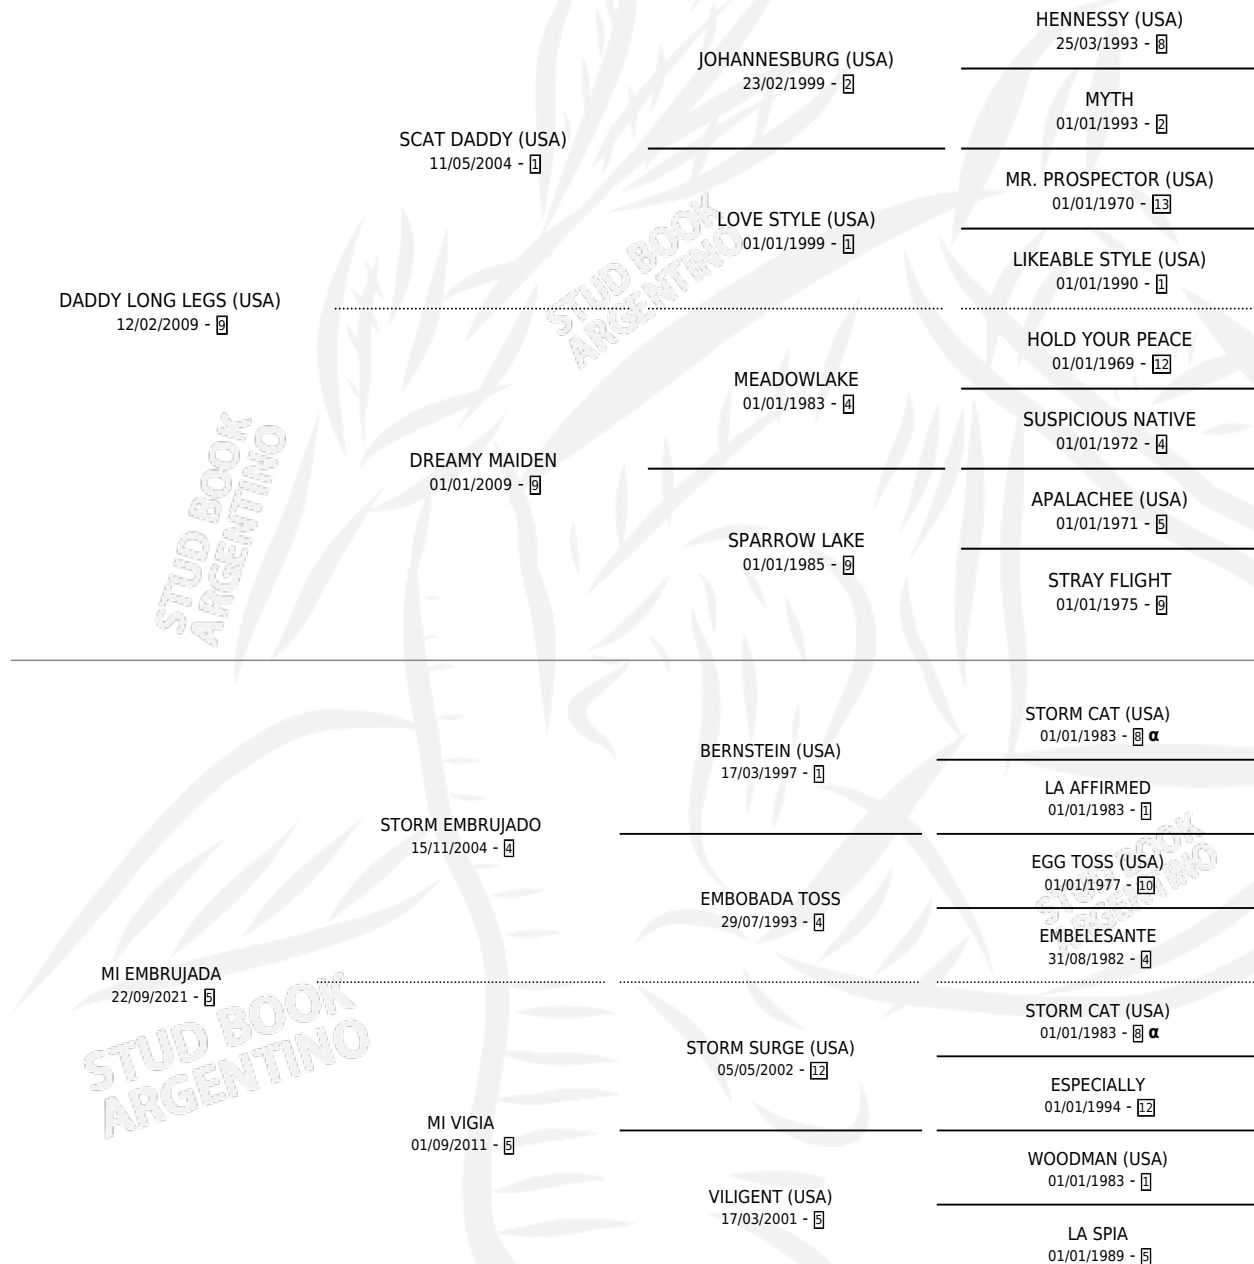 HENNESSY (USA)
25/03/1993 - 8
JOHANNESBURG (USA)
23/02/1999 - 2
MYTH
01/01/1993 - 2
SCAT DADDY (USA)
11/05/2004 - 1
MR. PROSPECTOR (USA)
01/01/1970 - 13
LOVE STYLE (USA)
01/01/1999 - 1
LIKEABLE STYLE (USA)
01/01/1990 - 1
DADDY LONG LEGS (USA)
12/02/2009 - 9
HOLD YOUR PEACE
01/01/1969 - 12
MEADOWLAKE
01/01/1983 - 4
SUSPICIOUS NATIVE
01/01/1972 - 4
DREAMY MAIDEN
01/01/2009 - 9
APALACHEE (USA)
01/01/1971 - 5
SPARROW LAKE
01/01/1985 - 9
STRAY FLIGHT
01/01/1975 - 9
STORM CAT (USA)
01/01/1983 - 8 α
BERNSTEIN (USA)
17/03/1997 - 1
LA AFFIRMED
01/01/1983 - 1
STORM EMBRUJADO
15/11/2004 - 4
EGG TOSS (USA)
01/01/1977 - 10
EMBOBADA TOSS
29/07/1993 - 4
EMBELESANTE
31/08/1982 - 4
MI EMBRUJADA
22/09/2021 - 5
STORM CAT (USA)
01/01/1983 - 8 α
STORM SURGE (USA)
05/05/2002 - 12
ESPECIALLY
01/01/1994 - 12
MI VIGIA
01/09/2011 - 5
WOODMAN (USA)
01/01/1983 - 1
VILIGENT (USA)
17/03/2001 - 5
LA SPIA
01/01/1989 - 5
STUD BOOK
ARGENTINO
STUD BOOK
ARGENTINO
STUD BOOK
ARGENTINO
STUD BOOK
ARGENTINO